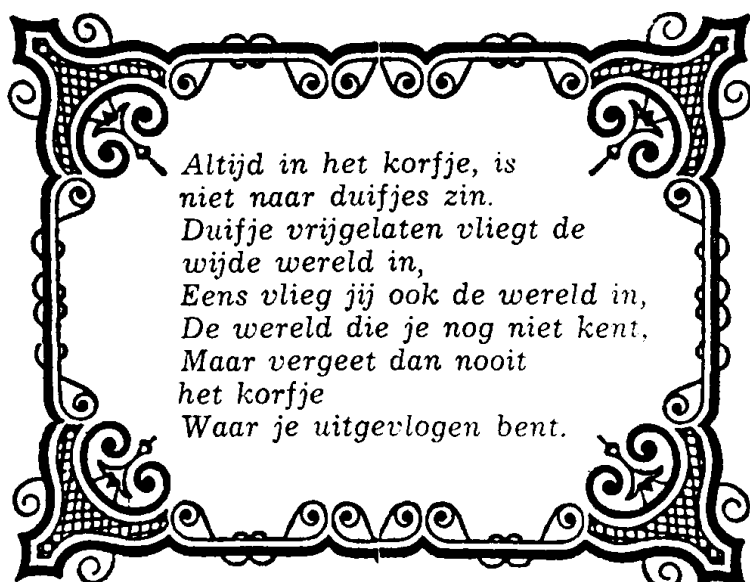 Altijd in het korfje, is
niet naar duifjes zin.
Duifje vrijgelaten vliegt de
wijde wereld in,
Eens vlieg jij ook de wereld in,
De wereld die je nog niet kent,
Maar vergeet dan nooit
het korfje
Waar je uitgevlogen bent.